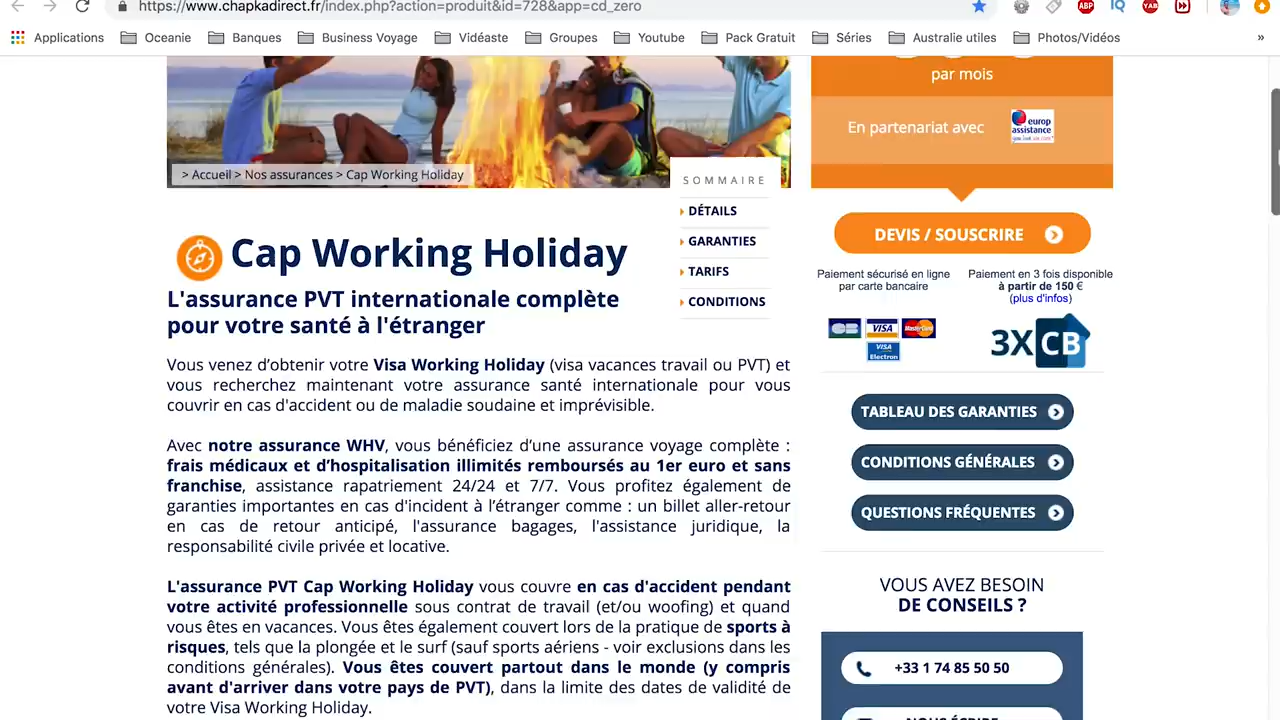 https://www.chapkadirect.fr/index.php?action=produit&id=728&app=cd_zero
ABP
IQ
YAB
Applications
Oceanie
Banques
Business Voyage
Vidéaste
Groupes
Youtube
Pack Gratuit
Séries
Australie utiles
Photos/Vidéos
»
> Accueil > Nos assurances > Cap Working Holiday
SOMMAIRE
DÉTAILS
GARANTIES
TARIFS
CONDITIONS
Cap Working Holiday
L'assurance PVT internationale complète
pour votre santé à l'étranger
Vous venez d’obtenir votre Visa Working Holiday (visa vacances travail ou PVT) et
vous recherchez maintenant votre assurance santé internationale pour vous
couvrir en cas d'accident ou de maladie soudaine et imprévisible.
Avec notre assurance WHV, vous bénéficiez d’une assurance voyage complète :
frais médicaux et d’hospitalisation illimités remboursés au 1er euro et sans
franchise, assistance rapatriement 24/24 et 7/7. Vous profitez également de
garanties importantes en cas d'incident à l’étranger comme : un billet aller-retour
en cas de retour anticipé, l'assurance bagages, l'assistance juridique, la
responsabilité civile privée et locative.
L'assurance PVT Cap Working Holiday vous couvre en cas d'accident pendant
votre activité professionnelle sous contrat de travail (et/ou woofing) et quand
vous êtes en vacances. Vous êtes également couvert lors de la pratique de sports à
risques, tels que la plongée et le surf (sauf sports aériens - voir exclusions dans les
conditions générales). Vous êtes couvert partout dans le monde (y compris
avant d'arriver dans votre pays de PVT), dans la limite des dates de validité de
votre Visa Working Holiday.
par mois
En partenariat avec
europ
assistance
DEVIS / SOUSCRIRE
Paiement sécurisé en ligne
par carte bancaire
Paiement en 3 fois disponible
à partir de 150 €
(plus d'infos)
CB
VISA
MasterCard
VISA
Electron
3XCB
TABLEAU DES GARANTIES
CONDITIONS GÉNÉRALES
QUESTIONS FRÉQUENTES
VOUS AVEZ BESOIN
DE CONSEILS ?
+33 1 74 85 50 50
NOUS ÉCRIRE